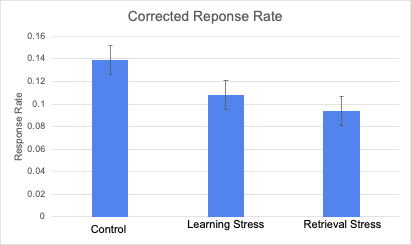 Corrected Reponse Rate
0.16
0.14
0.12
0.1
0.08
0.06
0.04
0.02
0
Response Rate
Control
Learning Stress
Retrieval Stress